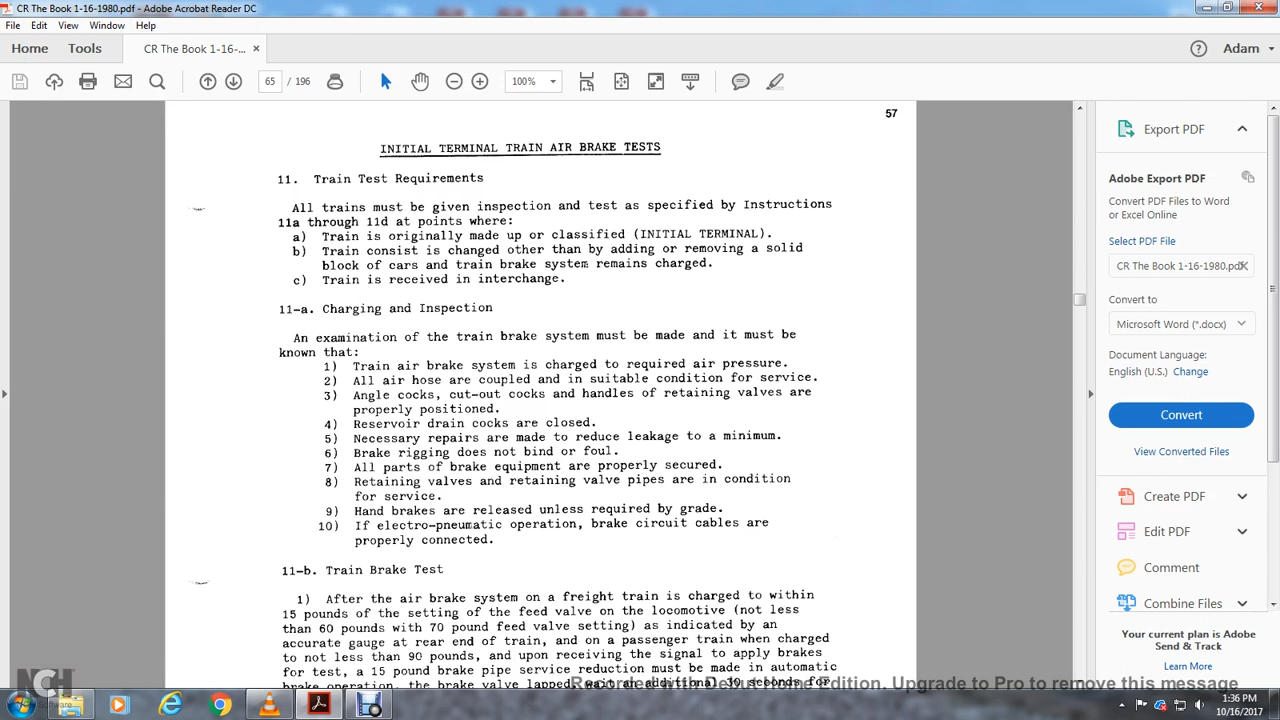 CR The Book 1-16-1980.pdf - Adobe Acrobat Reader DC
File Edit View Window Help
Home Tools CR The Book 1-16-... × Adam
65 / 196 100%
57
INITIAL TERMINAL TRAIN AIR BRAKE TESTS
11. Train Test Requirements
All trains must be given inspection and test as specified by Instructions
11a through 11d at points where:
a) Train is originally made up or classified (INITIAL TERMINAL).
b) Train consist is changed other than by adding or removing a solid
block of cars and train brake system remains charged.
c) Train is received in interchange.
11-a. Charging and Inspection
An examination of the train brake system must be made and it must be
known that:
1) Train air brake system is charged to required air pressure.
2) All air hose are coupled and in suitable condition for service.
3) Angle cocks, cut-out cocks and handles of retaining valves are
properly positioned.
4) Reservoir drain cocks are closed.
5) Necessary repairs are made to reduce leakage to a minimum.
6) Brake rigging does not bind or foul.
7) All parts of brake equipment are properly secured.
8) Retaining valves and retaining valve pipes are in condition
for service.
9) Hand brakes are released unless required by grade.
10) If electro-pneumatic operation, brake circuit cables are
properly connected.
11-b. Train Brake Test
1) After the air brake system on a freight train is charged to within
15 pounds of the setting of the feed valve on the locomotive (not less
than 60 pounds with 70 pound feed valve setting) as indicated by an
accurate gauge at rear end of train, and on a passenger train when charged
to not less than 90 pounds, and upon receiving the signal to apply brakes
for test, a 15 pound brake pipe service reduction must be made in automatic
brake operation, the brake valve lapped, wait an additional 30 seconds for
Export PDF
Adobe Export PDF
Convert PDF Files to Word
or Excel Online
Select PDF File
CR The Book 1-16-1980.pdf
Convert to
Microsoft Word (*.docx)
Document Language:
English (U.S.) Change
Convert
View Converted Files
Create PDF
Edit PDF
Comment
Combine Files
Your current plan is Adobe
Send & Track
Learn More
NCH
Software
edition. Upgrade to Pro to remove this message
1:36 PM
10/16/2017